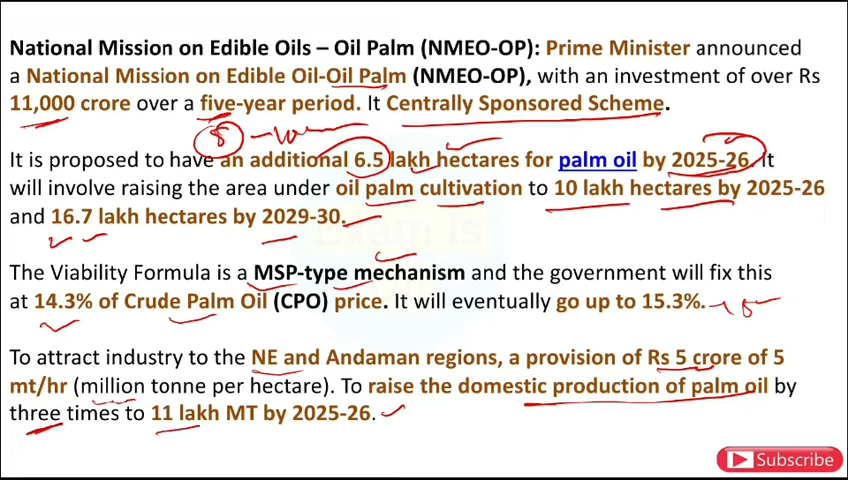 National Mission on Edible Oils – Oil Palm (NMEO-OP): Prime Minister announced
a National Mission on Edible Oil-Oil Palm (NMEO-OP), with an investment of over Rs
11,000 crore over a five-year period. It Centrally Sponsored Scheme.
It is proposed to have an additional 6.5 lakh hectares for palm oil by 2025-26. It
will involve raising the area under oil palm cultivation to 10 lakh hectares by 2025-26
and 16.7 lakh hectares by 2029-30.
The Viability Formula is a MSP-type mechanism and the government will fix this
at 14.3% of Crude Palm Oil (CPO) price. It will eventually go up to 15.3%.
To attract industry to the NE and Andaman regions, a provision of Rs 5 crore of 5
mt/hr (million tonne per hectare). To raise the domestic production of palm oil by
three times to 11 lakh MT by 2025-26.
Subscribe